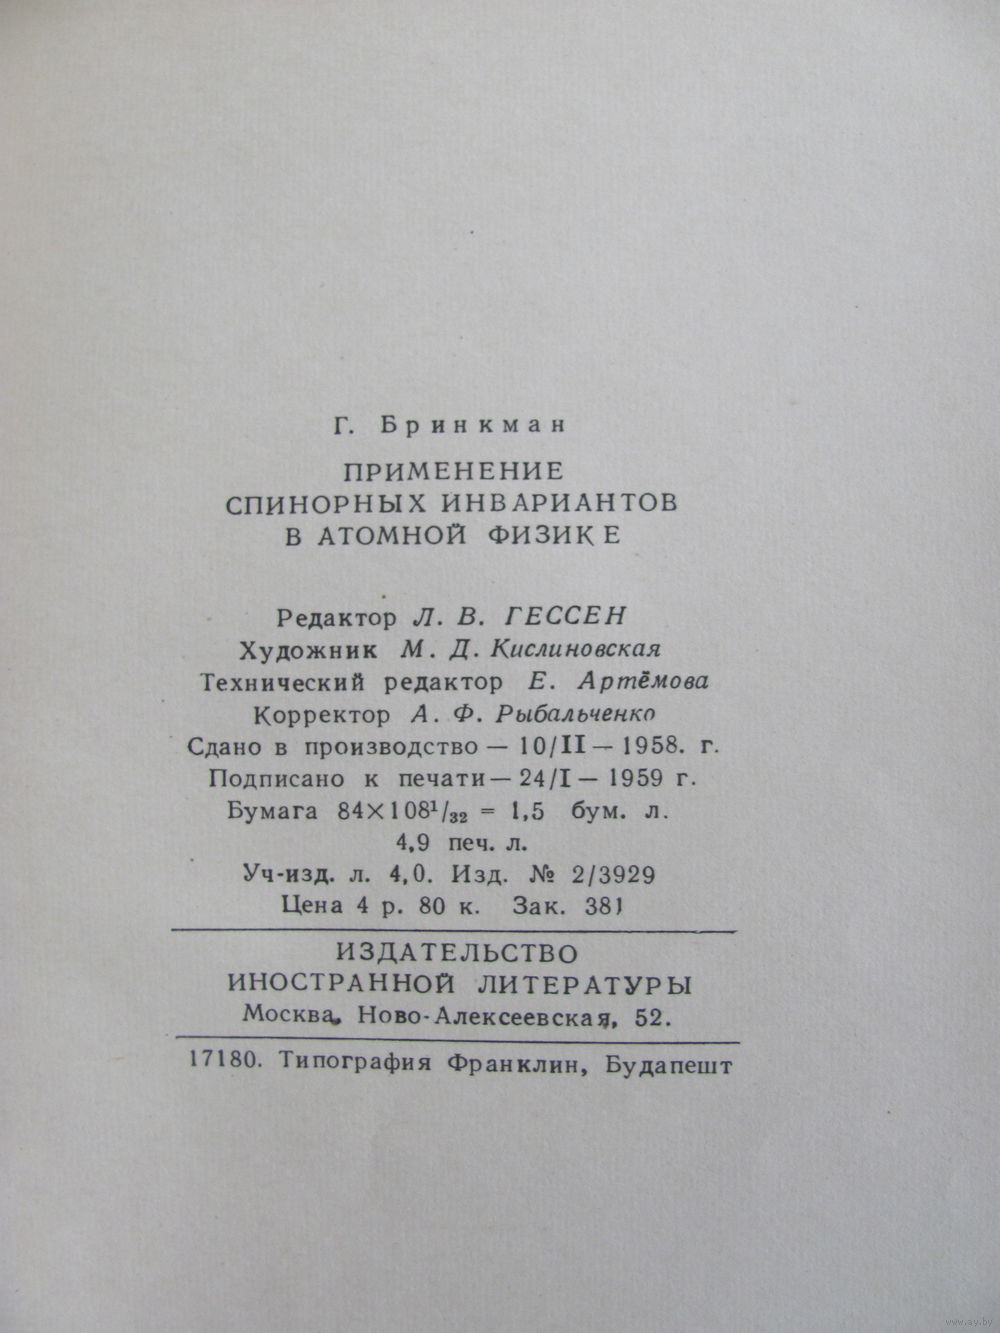 Г. Бринкман
ПРИМЕНЕНИЕ
СПИНОРНЫХ ИНВАРИАНТОВ
В АТОМНОЙ ФИЗИКЕ
Редактор Л. В. ГЕССЕН
Художник М. Д. Кислиновская
Технический редактор Е. Артёмова
Корректор А. Ф. Рыбальченко
Сдано в производство — 10/II — 1958. г.
Подписано к печати — 24/I — 1959 г.
Бумага 84×108¹/₃₂ = 1,5 бум. л.
4,9 печ. л.
Уч-изд. л. 4,0. Изд. № 2/3929
Цена 4 р. 80 к. Зак. 381
ИЗДАТЕЛЬСТВО
ИНОСТРАННОЙ ЛИТЕРАТУРЫ
Москва, Ново-Алексеевская, 52.
17180. Типография Франклин, Будапешт
www.ay.by